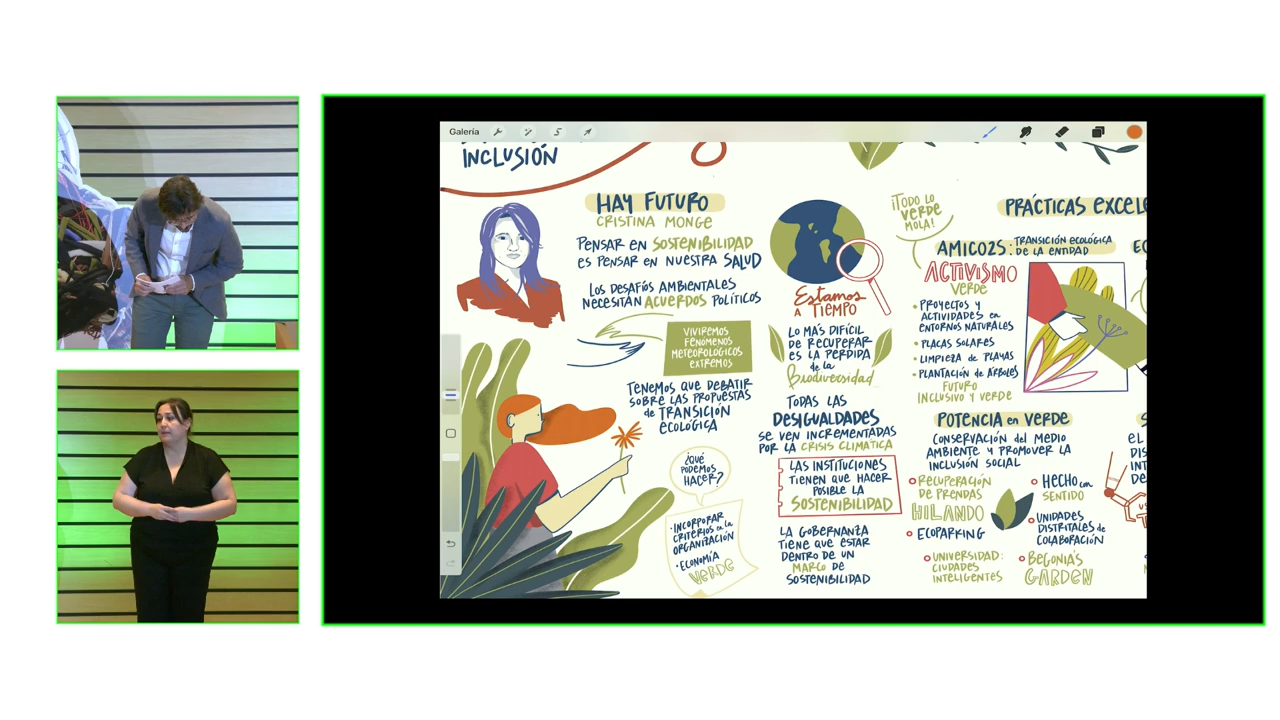 Galería
INCLUSIÓN
HAY FUTURO
CRISTINA MONGE
PENSAR EN SOSTENIBILIDAD
ES PENSAR EN NUESTRA SALUD
LOS DESAFÍOS AMBIENTALES
NECESITAN ACUERDOS POLÍTICOS
VIVIREMOS
FENÓMENOS
METEOROLÓGICOS
EXTREMOS
TENEMOS QUE DEBATIR
SOBRE LAS PROPUESTAS
de TRANSICIÓN
ECOLÓGICA
¿QUÉ
PODEMOS
HACER?
·INCORPORAR
CRITERIOS en la
ORGANIZACIÓN
·ECONOMÍA
VERDE
Estamos
A TIEMPO
LO MÁS DIFÍCIL
DE RECUPERAR
ES LA PÉRDIDA
de la
Biodiversidad
TODAS LAS
DESIGUALDADES
SE VEN INCREMENTADAS
POR LA CRISIS CLIMÁTICA
LAS INSTITUCIONES
TIENEN QUE HACER
POSIBLE LA
SOSTENIBILIDAD
LA GOBERNANZA
TIENE QUE ESTAR
DENTRO DE UN
MARCO DE
SOSTENIBILIDAD
¡TODO LO
VERDE
MOLA!
PRÁCTICAS EXCEL
AMICO2S: TRANSICIÓN ECOLÓGICA
DE LA ENTIDAD
ACTIVISMO
VERDE
• PROYECTOS Y
ACTIVIDADES en
ENTORNOS NATURALES
• PLACAS SOLARES
• LIMPIEZA DE PLAYAS
• PLANTACIÓN DE ÁRBOLES
FUTURO
INCLUSIVO Y VERDE
POTENCIA en VERDE
CONSERVACIÓN del MEDIO
AMBIENTE Y PROMOVER LA
INCLUSIÓN SOCIAL
RECUPERACIÓN
DE PRENDAS
HILANDO
ECOPARKING
UNIVERSIDAD:
CIUDADES
INTELIGENTES
HECHO con
SENTIDO
UNIDADES
DISTRITALES de
COLABORACIÓN
BEGONIA'S
GARDEN
EC
EL
DIS
INT
DE